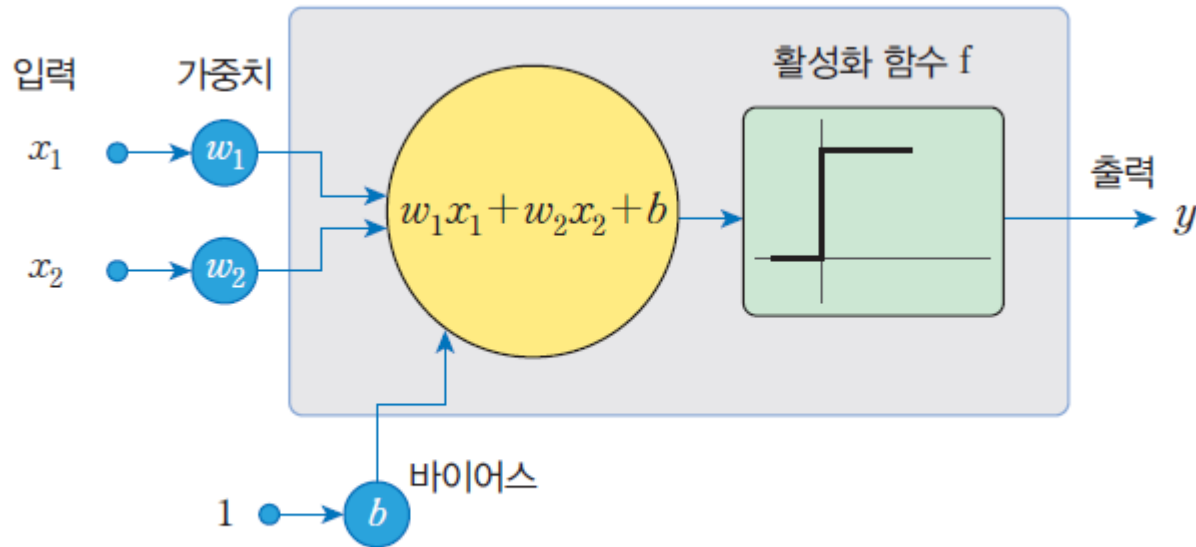 입력
가중치
활성화 함수 f
x₁
w₁
w₁x₁+w₂x₂+b
출력
y
x₂
w₂
바이어스
1
b